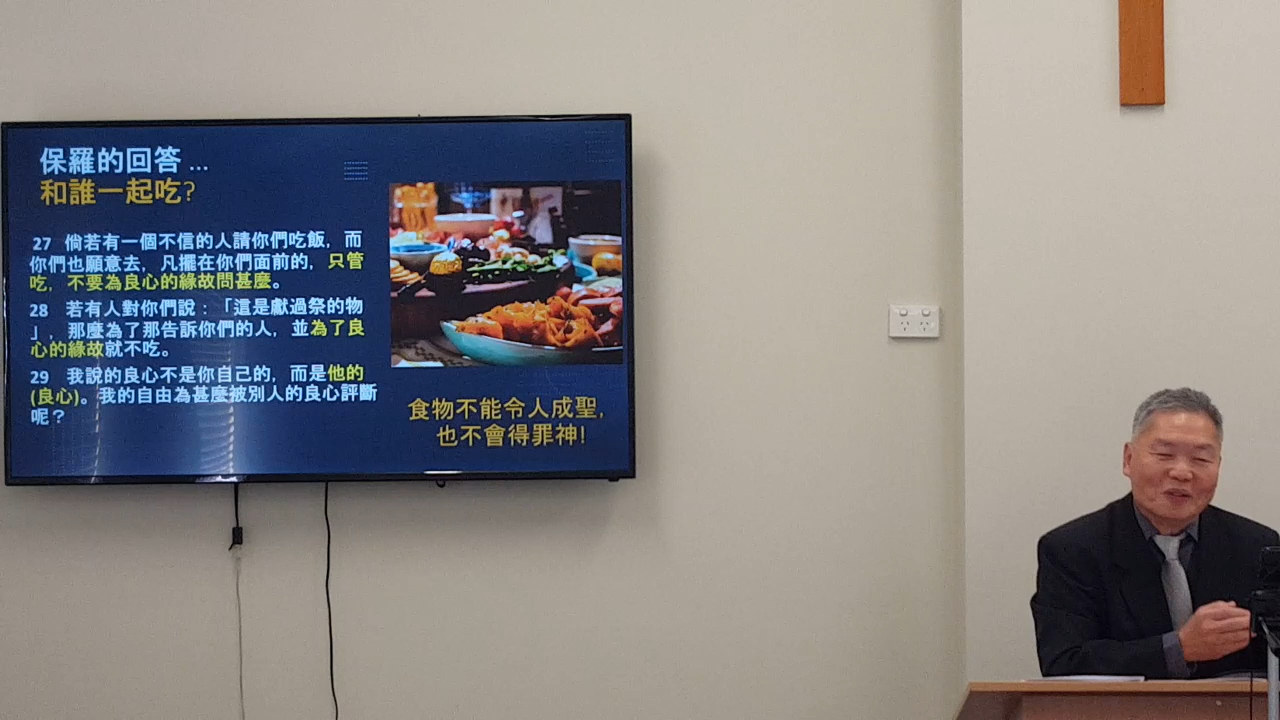 保羅的回答 ...
和誰一起吃?
27 倘若有一個不信的人請你們吃飯，而
你們也願意去，凡擺在你們面前的，只管
吃，不要為良心的緣故問甚麼。
28 若有人對你們說：「這是獻過祭的物
」，那麼為了那告訴你們的人，並為了良
心的緣故就不吃。
29 我說的良心不是你自己的，而是他的
(良心)。我的自由為甚麼被別人的良心評斷
呢？
食物不能令人成聖，
也不會得罪神!